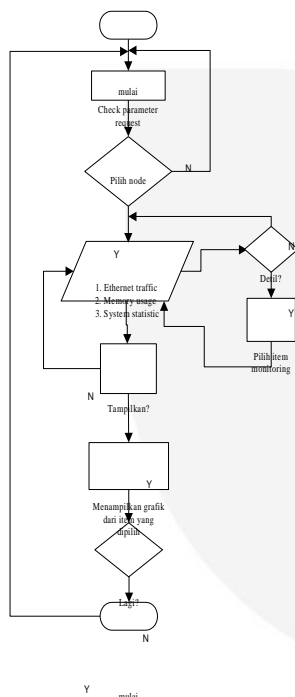 mulai
Check parameter
request
N
Pilih node
N
Y
Detil?
1. Ethernet traffic
2. Memory usage
3. System statistic
Y
Pilih item
monitoring
N
Tampilkan?
Y
Menampilkan grafik
dari item yang
dipilih
Lagi?
N
Y
mulai